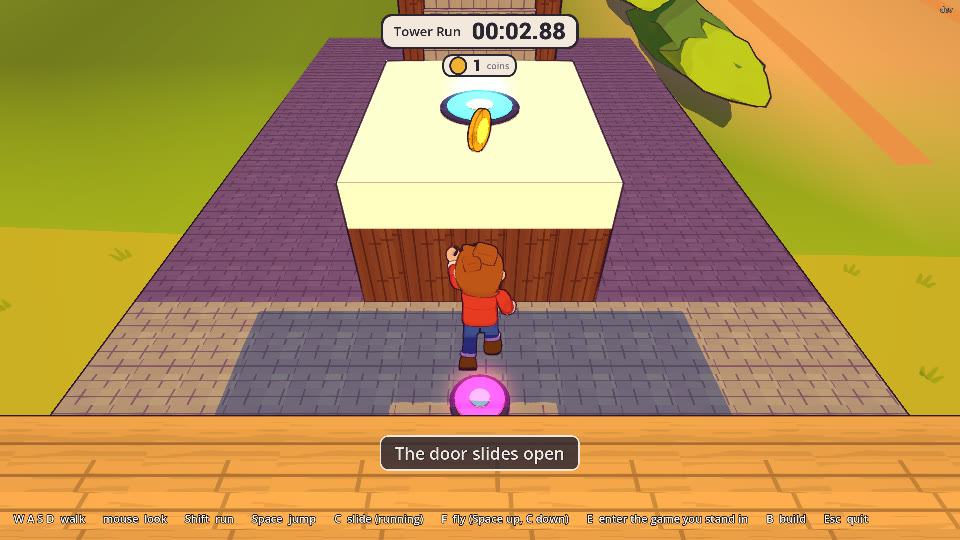 dev
Tower Run 00:02.88
1 coins
The door slides open
W A S D walk mouse look Shift run Space jump C slide (running) F fly (Space up, C down) E enter the game you stand in B build Esc quit